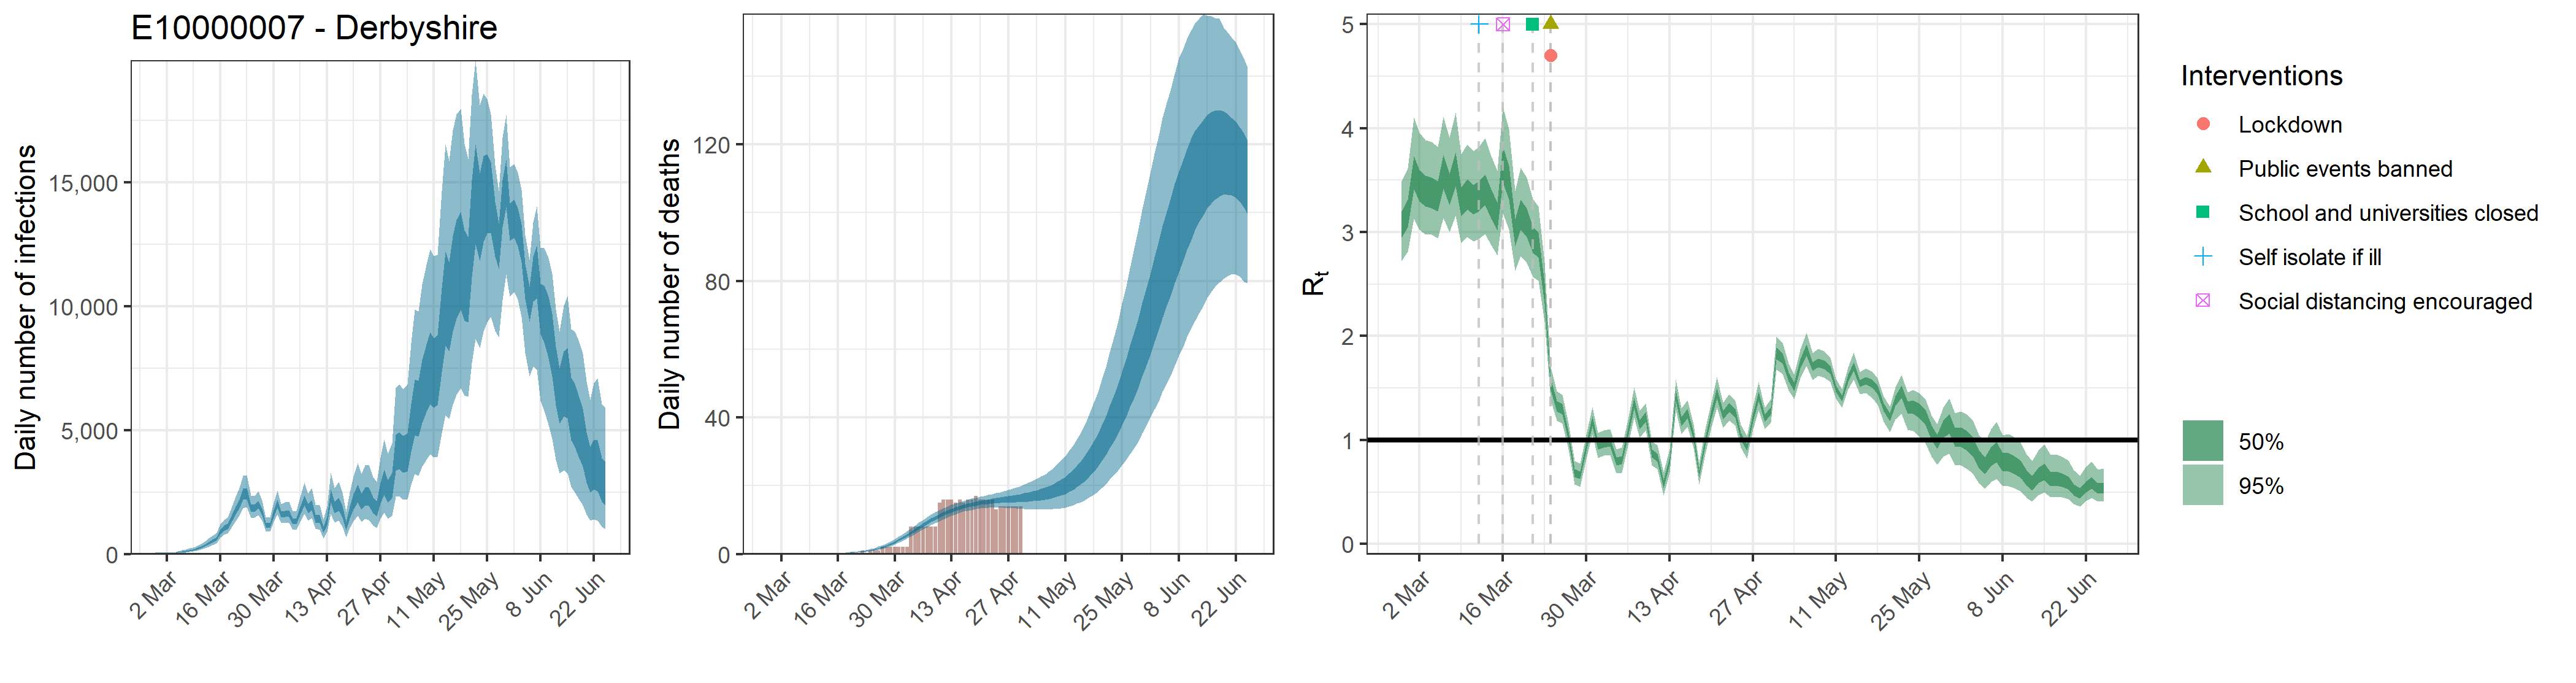 E10000007 - Derbyshire
Daily number of infections
15,000
10,000
5,000
0
2 Mar
16 Mar
30 Mar
13 Apr
27 Apr
11 May
25 May
8 Jun
22 Jun
Daily number of deaths
120
80
40
0
2 Mar
16 Mar
30 Mar
13 Apr
27 Apr
11 May
25 May
8 Jun
22 Jun
Rt
5
4
3
2
1
0
2 Mar
16 Mar
30 Mar
13 Apr
27 Apr
11 May
25 May
8 Jun
22 Jun
Interventions
Lockdown
Public events banned
School and universities closed
Self isolate if ill
Social distancing encouraged
50%
95%